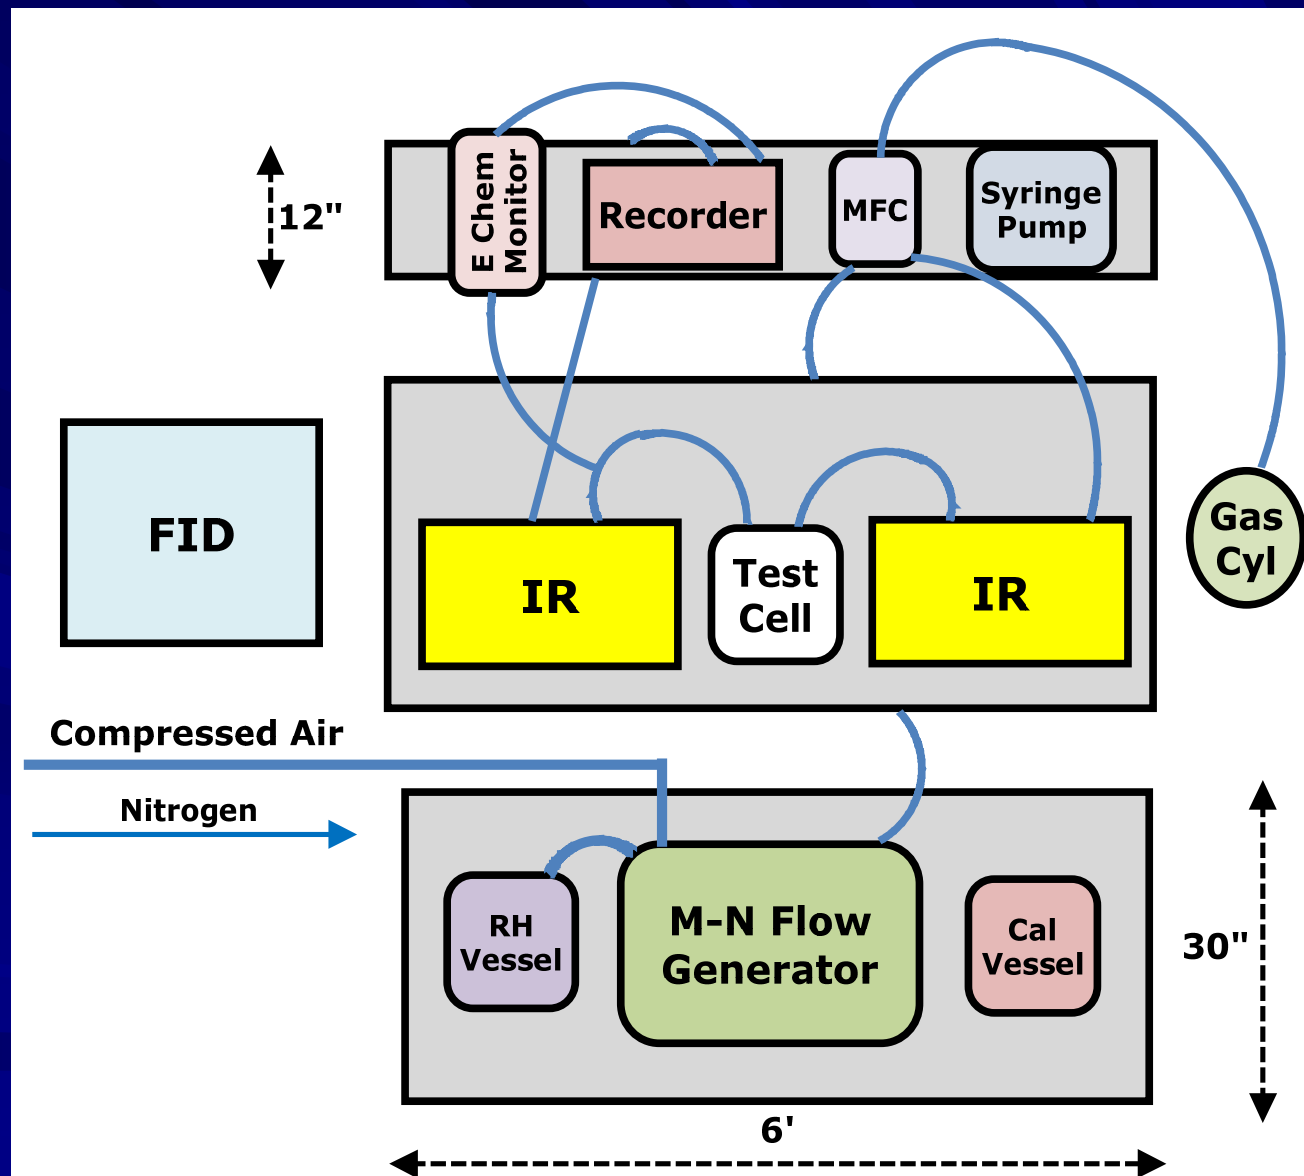 E Chem
Monitor
Recorder
MFC
Syringe
Pump
12"
FID
IR
Test
Cell
IR
Gas
Cyl
Compressed Air
Nitrogen
RH
Vessel
M-N Flow
Generator
Cal
Vessel
30"
6'